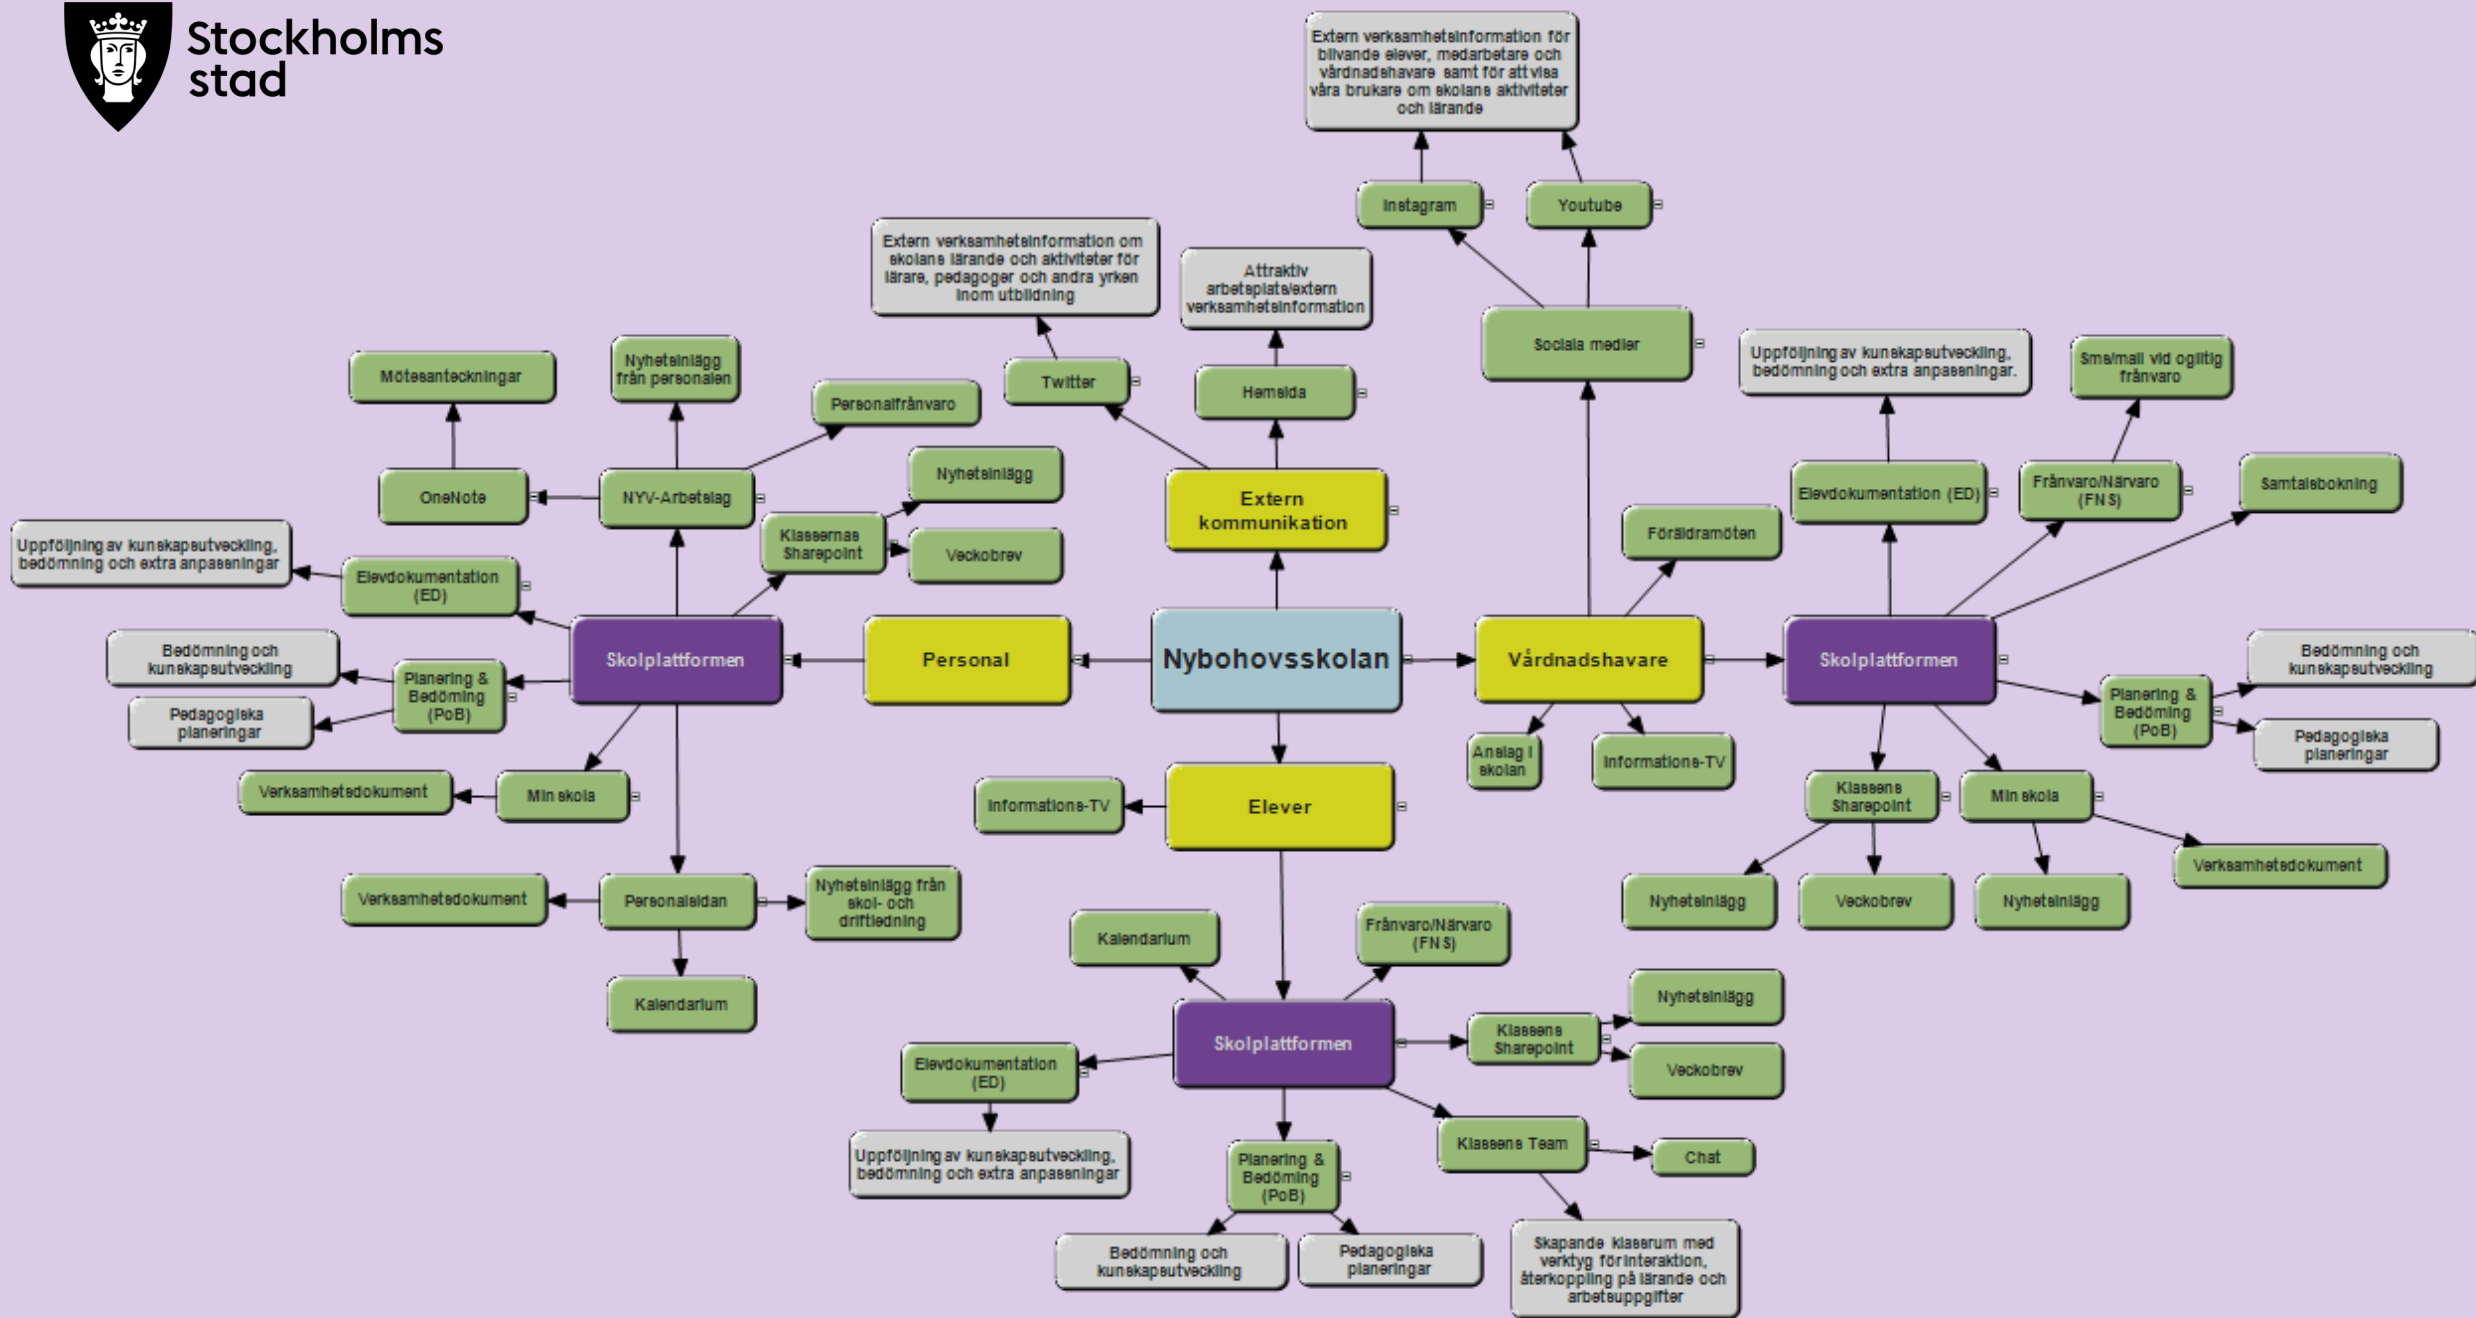 Stockholms
stad
Extern verksamhetsinformation för
blivande elever, medarbetare och
vårdnadshavare samt för att visa
våra brukare om skolans aktiviteter
och lärande
Instagram
Youtube
Extern verksamhetsinformation om
skolans lärande och aktiviteter för
lärare, pedagoger och andra yrken
inom utbildning
Attraktiv
arbetsplats/extern
verksamhetsinformation
Sociala medier
Uppföljning av kunskapsutveckling,
bedömning och extra anpassningar.
Sms/mail vid ogiltig
frånvaro
Mötesanteckningar
Nyhetsinlägg
från personalen
Personalfrånvaro
Twitter
Hemsida
OneNote
NYV-Arbetslag
Nyhetsinlägg
Klassernas
Sharepoint
Veckobrev
Extern
kommunikation
Föräldramöten
Elevdokumentation (ED)
Frånvaro/Närvaro
(FNS)
Samtalsbokning
Uppföljning av kunskapsutveckling,
bedömning och extra anpassningar
Elevdokumentation
(ED)
Bedömning och
kunskapsutveckling
Planering &
Bedöming
(PoB)
Pedagogiska
planeringar
Skolplattformen
Personal
Nybohovsskolan
Vårdnadshavare
Skolplattformen
Bedömning och
kunskapsutveckling
Planering &
Bedöming
(PoB)
Pedagogiska
planeringar
Anslag i
skolan
Informations-TV
Verksamhetsdokument
Min skola
Informations-TV
Elever
Klassens
Sharepoint
Min skola
Nyhetsinlägg
Veckobrev
Nyhetsinlägg
Verksamhetsdokument
Verksamhetsdokument
Personalsidan
Nyhetsinlägg från
skol- och
driftledning
Kalendarium
Kalendarium
Frånvaro/Närvaro
(FNS)
Skolplattformen
Klassens
Sharepoint
Nyhetsinlägg
Veckobrev
Elevdokumentation
(ED)
Uppföljning av kunskapsutveckling,
bedömning och extra anpassningar
Planering &
Bedöming
(PoB)
Klassens Team
Chat
Bedömning och
kunskapsutveckling
Pedagogiska
planeringar
Skapande klassrum med
verktyg för interaktion,
återkoppling på lärande och
arbetsuppgifter